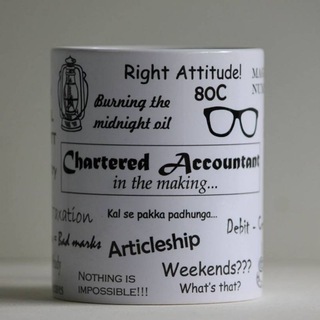 Right Attitude!
80C
Burning the
midnight oil
Chartered Accountant
in the making...
Kal se pakka padhunga...
Debit -
Bad marks
Articleship
Weekends???
What's that?
NOTHING IS
IMPOSSIBLE!!!